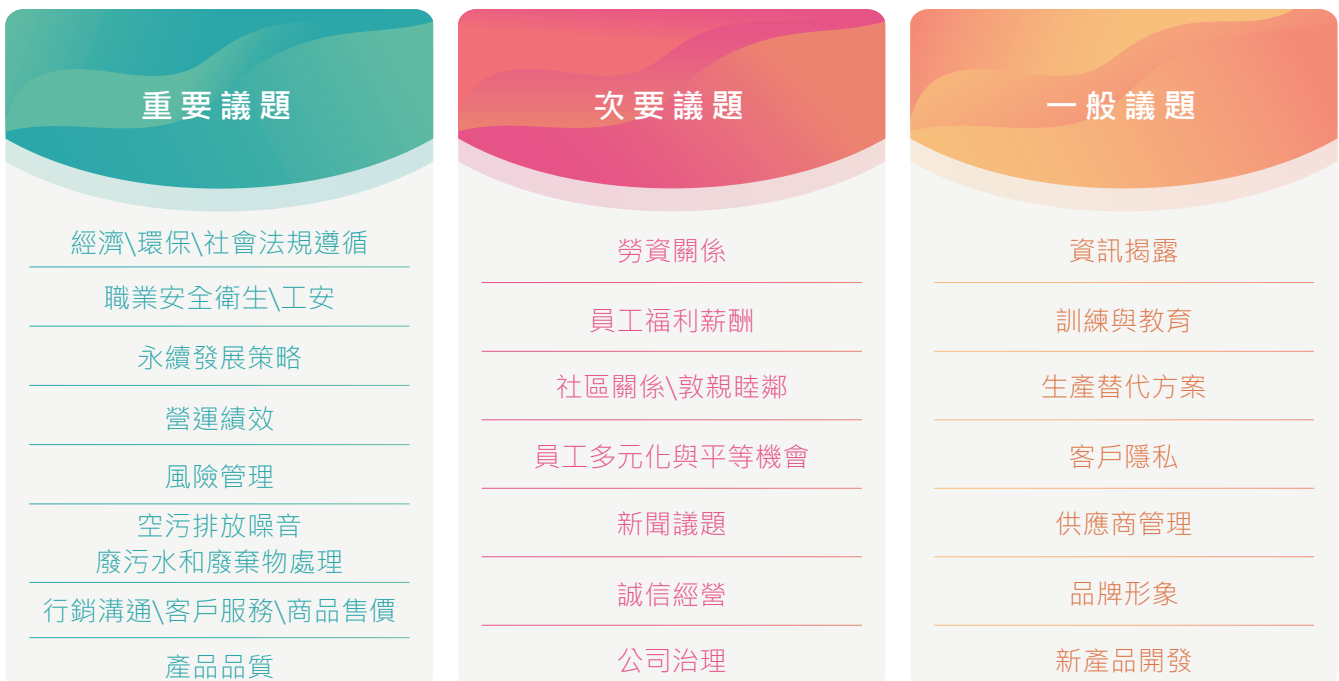 重要議題
經濟\環保\社會法規遵循
職業安全衛生\工安
永續發展策略
營運績效
風險管理
空污排放噪音
廢污水和廢棄物處理
行銷溝通\客戶服務\商品售價
產品品質
次要議題
勞資關係
員工福利薪酬
社區關係\敦親睦鄰
員工多元化與平等機會
新聞議題
誠信經營
公司治理
一般議題
資訊揭露
訓練與教育
生產替代方案
客戶隱私
供應商管理
品牌形象
新產品開發